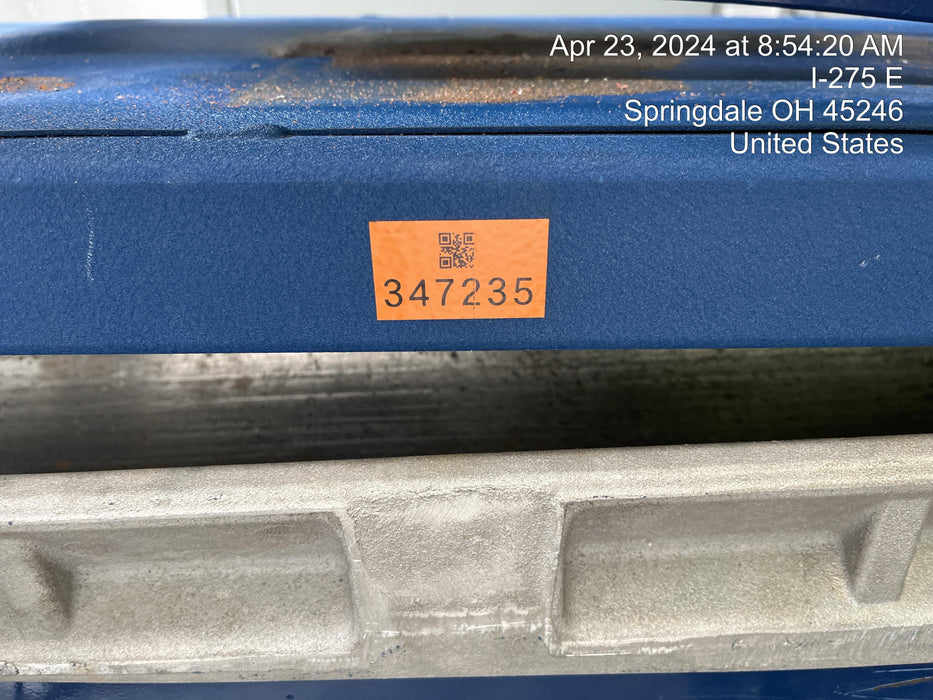 Apr 23, 2024 at 8:54:20 AM
I-275 E
Springdale OH 45246
United States
347235